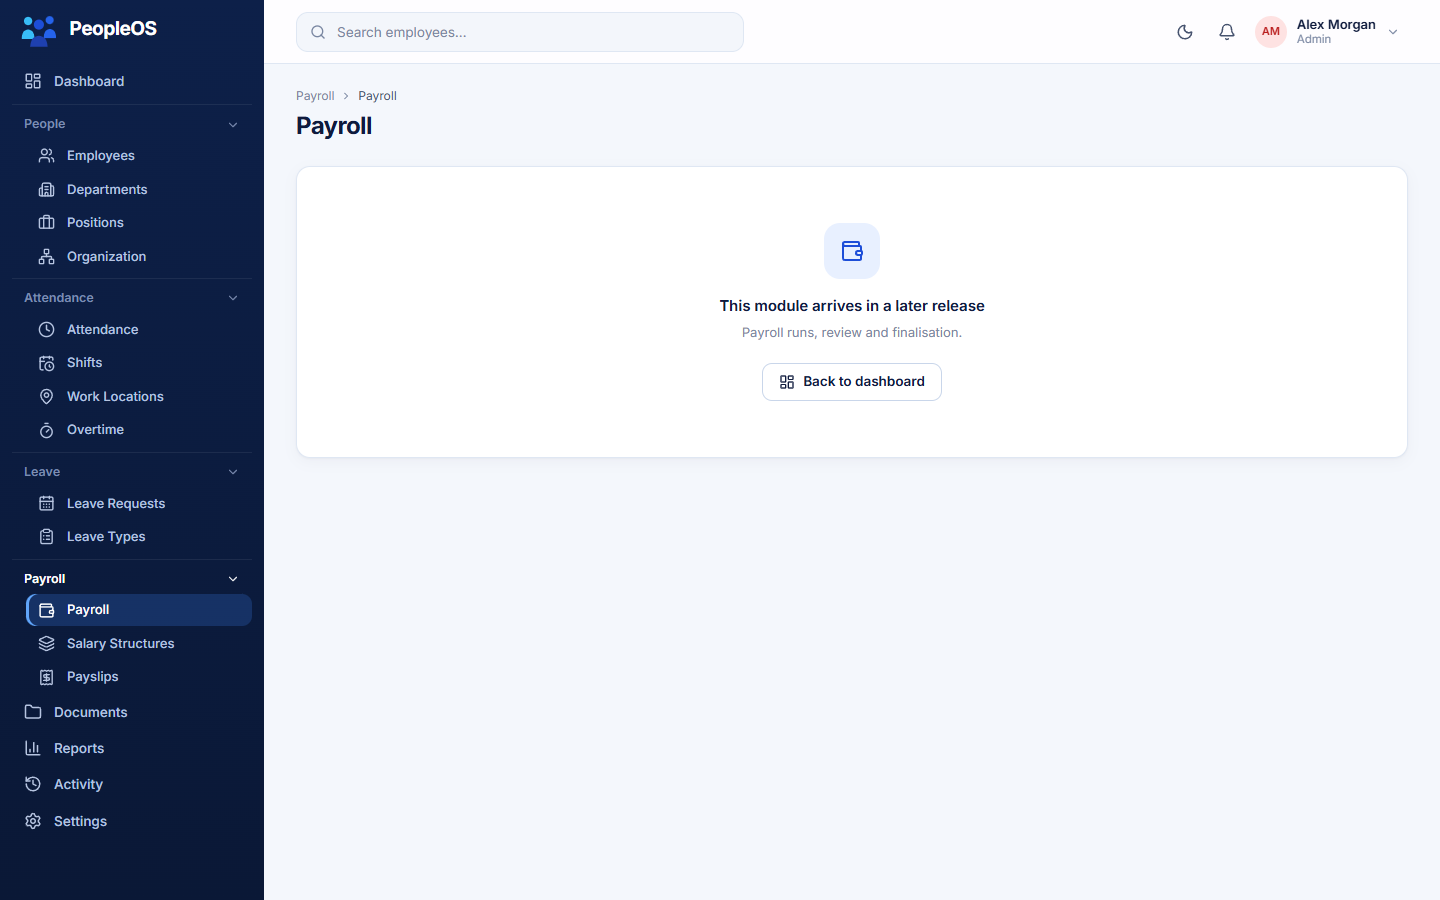 PeopleOS
Search employees...
AM
Alex Morgan
Admin
Dashboard
People
Employees
Departments
Positions
Organization
Attendance
Attendance
Shifts
Work Locations
Overtime
Leave
Leave Requests
Leave Types
Payroll
Payroll
Salary Structures
Payslips
Documents
Reports
Activity
Settings
Payroll > Payroll
Payroll
This module arrives in a later release
Payroll runs, review and finalisation.
Back to dashboard